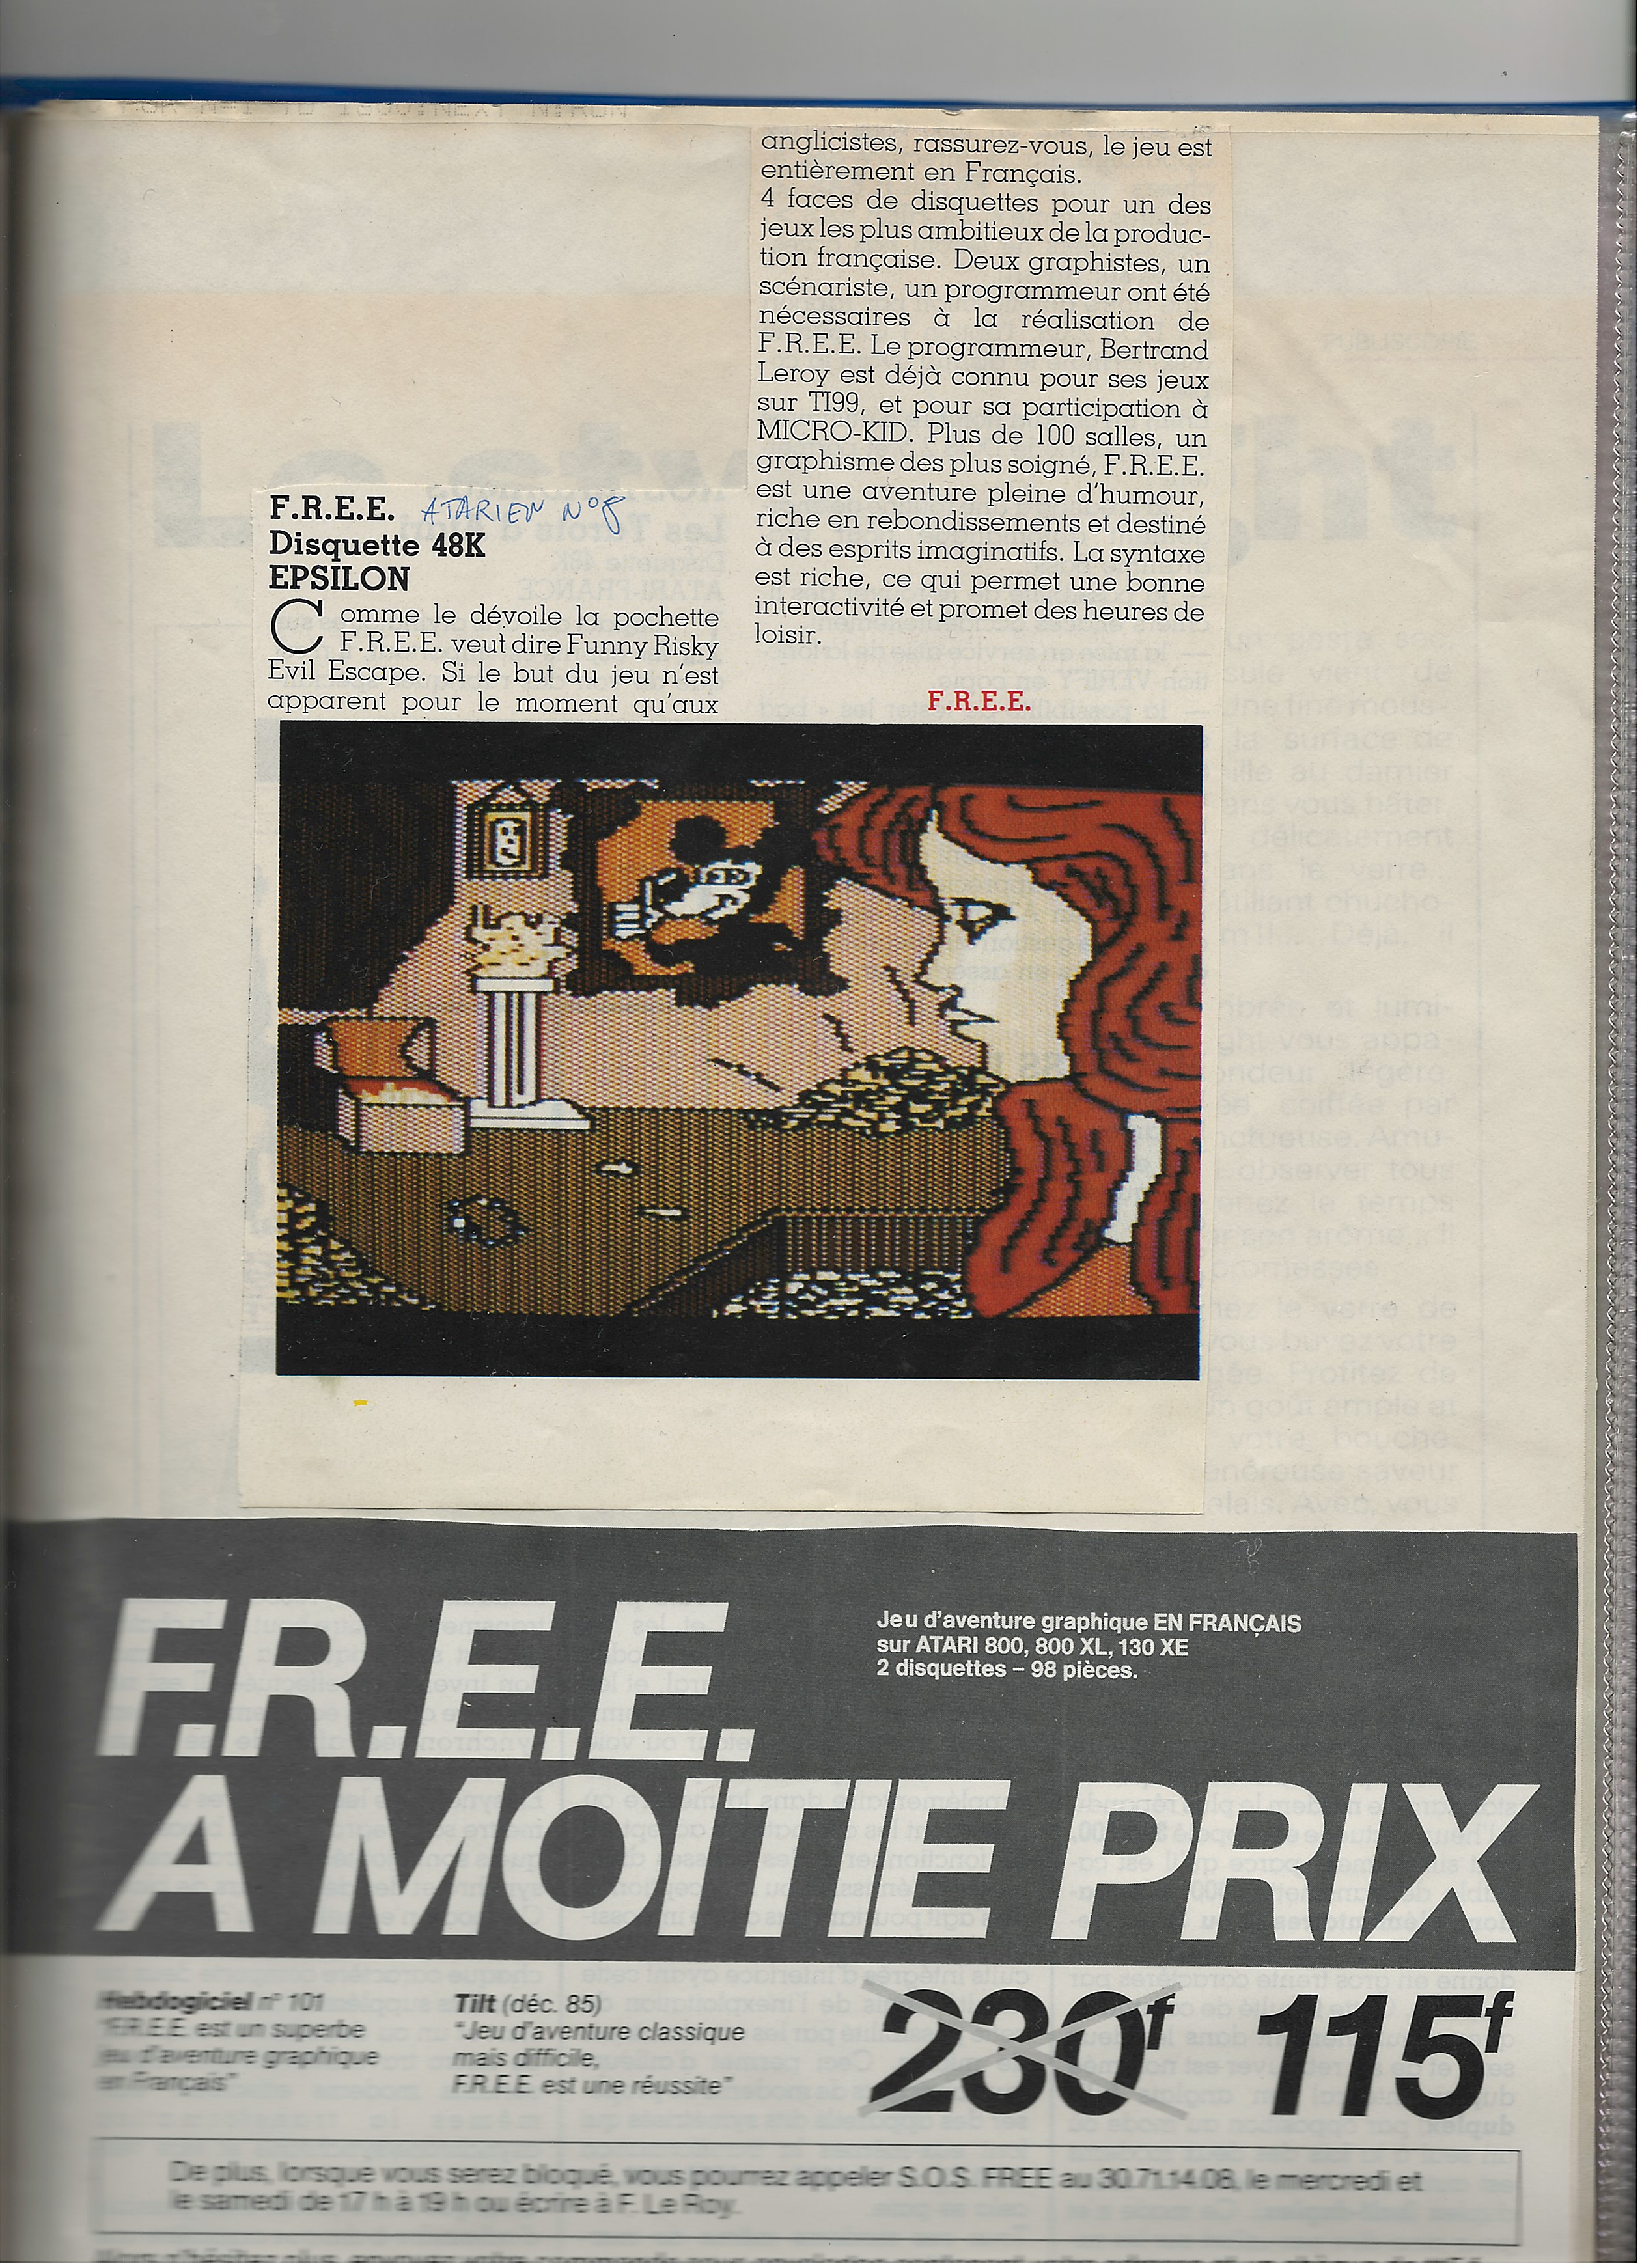 F.R.E.E. ATARIEN N°8
Disquette 48K
EPSILON
Comme le dévoile la pochette
F.R.E.E. veut dire Funny Risky
Evil Escape. Si le but du jeu n'est
apparent pour le moment qu'aux
anglicistes, rassurez-vous, le jeu est
entièrement en Français.
4 faces de disquettes pour un des
jeux les plus ambitieux de la produc-
tion française. Deux graphistes, un
scénariste, un programmeur ont été
nécessaires à la réalisation de
F.R.E.E. Le programmeur, Bertrand
Leroy est déjà connu pour ses jeux
sur TI99, et pour sa participation à
MICRO-KID. Plus de 100 salles, un
graphisme des plus soigné, F.R.E.E.
est une aventure pleine d'humour,
riche en rebondissements et destiné
à des esprits imaginatifs. La syntaxe
est riche, ce qui permet une bonne
interactivité et promet des heures de
loisir.
F.R.E.E.
F.R.E.E.
A MOITIE PRIX
Jeu d'aventure graphique EN FRANÇAIS
sur ATARI 800, 800 XL, 130 XE
2 disquettes – 98 pièces.
Hebdogiciel n° 101
"F.R.E.E. est un superbe
jeu d'aventure graphique
en Français"
Tilt (déc. 85)
"Jeu d'aventure classique
mais difficile,
F.R.E.E. est une réussite"
230f 115f
De plus, lorsque vous serez bloqué, vous pourrez appeler S.O.S. FREE au 30.71.14.08, le mercredi et
le samedi de 17 h à 19 h ou écrire à F. Le Roy.